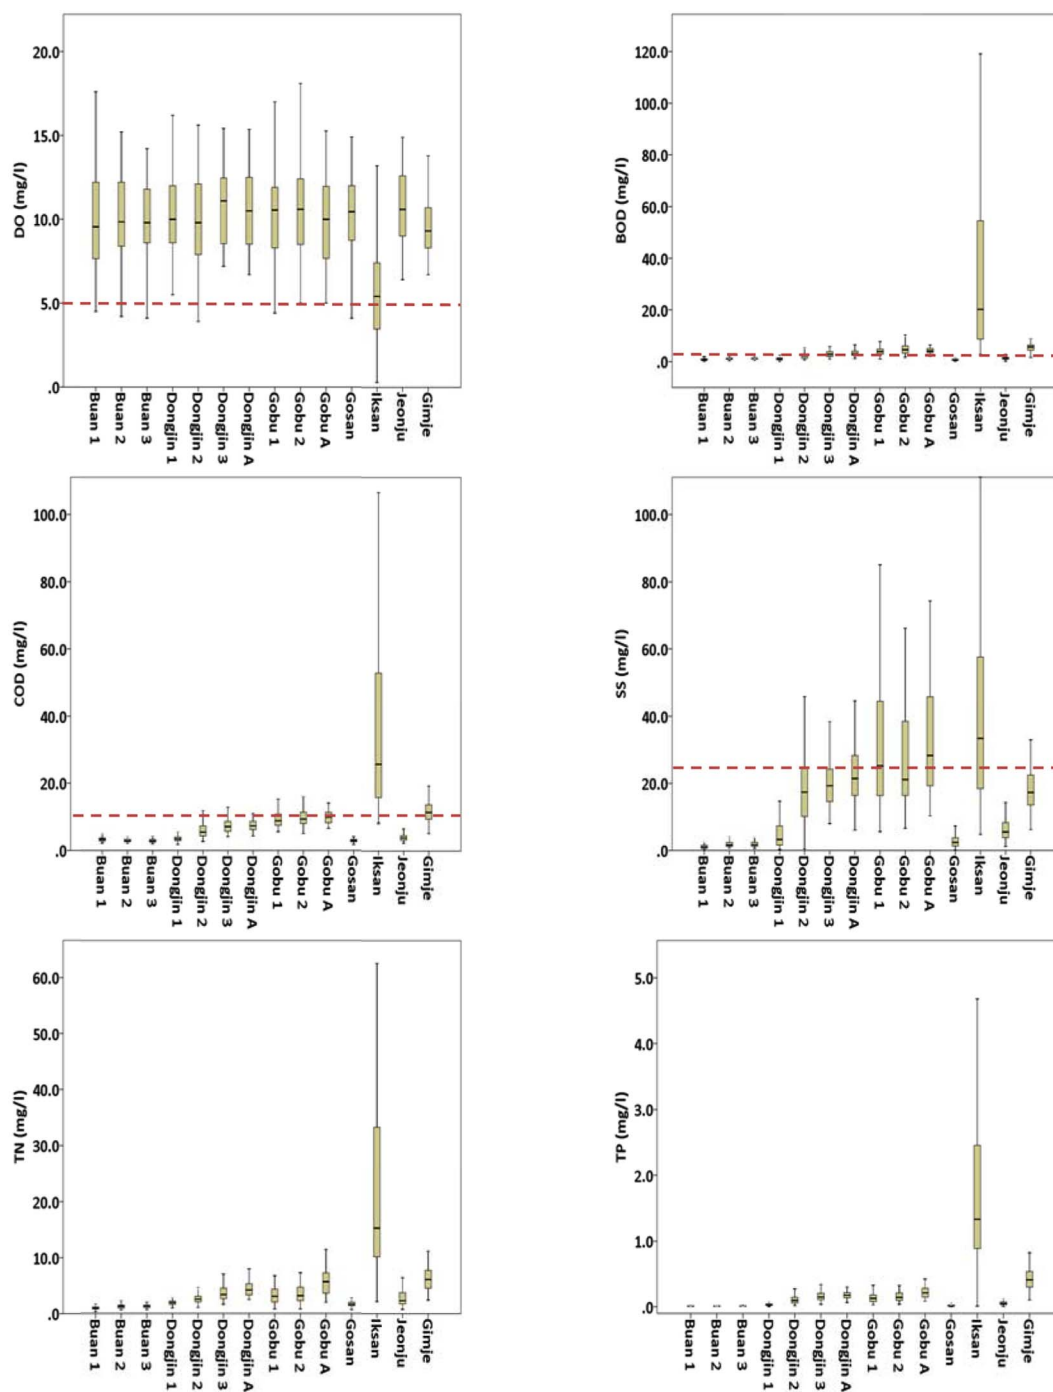 DO (mg/l)
20.0
15.0
10.0
5.0
.0
Buan 1
Buan 2
Buan 3
Dongjin 1
Dongjin 2
Dongjin 3
Dongjin A
Gobu 1
Gobu 2
Gobu A
Gosan
Iksan
Jeonju
Gimje
BOD (mg/l)
120.0
100.0
80.0
60.0
40.0
20.0
.0
Buan 1
Buan 2
Buan 3
Dongjin 1
Dongjin 2
Dongjin 3
Dongjin A
Gobu 1
Gobu 2
Gobu A
Gosan
Iksan
Jeonju
Gimje
COD (mg/l)
100.0
80.0
60.0
40.0
20.0
.0
Buan 1
Buan 2
Buan 3
Dongjin 1
Dongjin 2
Dongjin 3
Dongjin A
Gobu 1
Gobu 2
Gobu A
Gosan
Iksan
Jeonju
Gimje
SS (mg/l)
100.0
80.0
60.0
40.0
20.0
.0
Buan 1
Buan 2
Buan 3
Dongjin 1
Dongjin 2
Dongjin 3
Dongjin A
Gobu 1
Gobu 2
Gobu A
Gosan
Iksan
Jeonju
Gimje
TN (mg/l)
60.0
50.0
40.0
30.0
20.0
10.0
.0
Buan 1
Buan 2
Buan 3
Dongjin 1
Dongjin 2
Dongjin 3
Dongjin A
Gobu 1
Gobu 2
Gobu A
Gosan
Iksan
Jeonju
Gimje
TP (mg/l)
5.0
4.0
3.0
2.0
1.0
.0
Buan 1
Buan 2
Buan 3
Dongjin 1
Dongjin 2
Dongjin 3
Dongjin A
Gobu 1
Gobu 2
Gobu A
Gosan
Iksan
Jeonju
Gimje